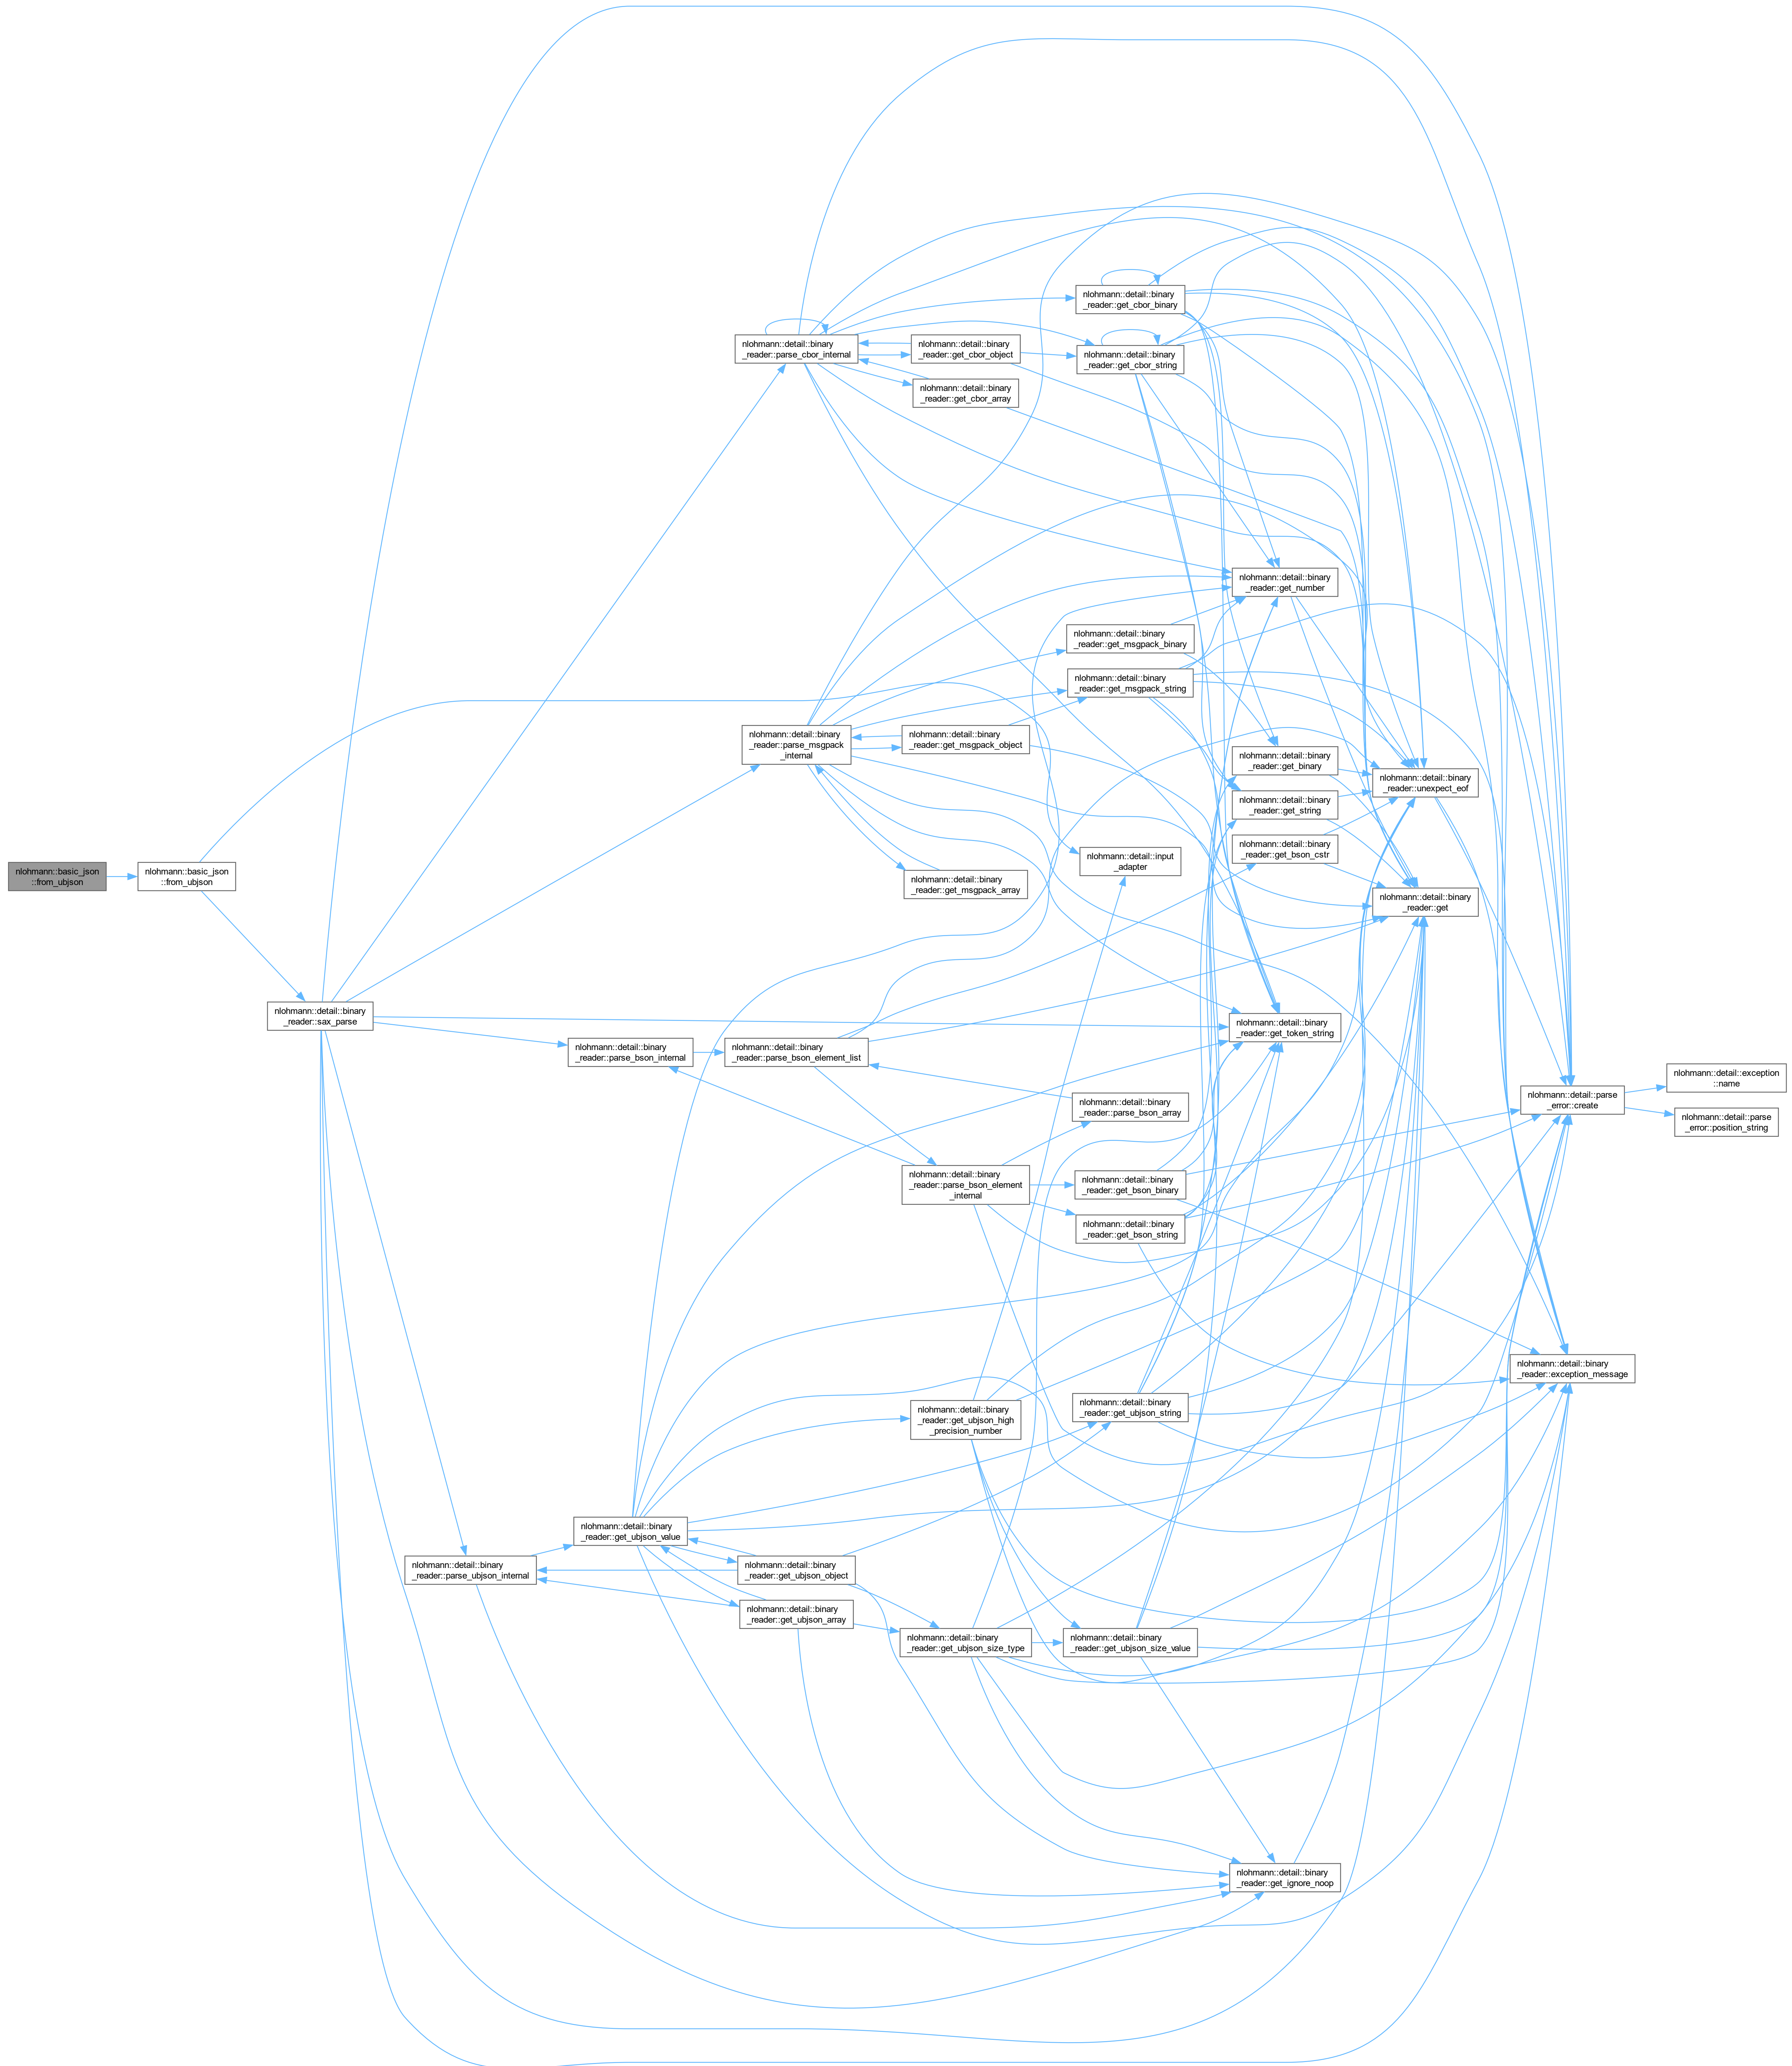 nlohmann::basic_json
::from_ubjson
nlohmann::basic_json
::from_ubjson
nlohmann::detail::binary
_reader::sax_parse
nlohmann::detail::binary
_reader::parse_cbor_internal
nlohmann::detail::binary
_reader::get_cbor_object
nlohmann::detail::binary
_reader::get_cbor_array
nlohmann::detail::binary
_reader::get_cbor_binary
nlohmann::detail::binary
_reader::get_cbor_string
nlohmann::detail::binary
_reader::get_number
nlohmann::detail::binary
_reader::get_msgpack_binary
nlohmann::detail::binary
_reader::get_msgpack_string
nlohmann::detail::binary
_reader::parse_msgpack
_internal
nlohmann::detail::binary
_reader::get_msgpack_object
nlohmann::detail::binary
_reader::get_msgpack_array
nlohmann::detail::binary
_reader::get_binary
nlohmann::detail::binary
_reader::get_string
nlohmann::detail::binary
_reader::get_bson_cstr
nlohmann::detail::binary
_reader::unexpect_eof
nlohmann::detail::input
_adapter
nlohmann::detail::binary
_reader::get
nlohmann::detail::binary
_reader::get_token_string
nlohmann::detail::binary
_reader::parse_bson_internal
nlohmann::detail::binary
_reader::parse_bson_element_list
nlohmann::detail::binary
_reader::parse_bson_array
nlohmann::detail::binary
_reader::parse_bson_element
_internal
nlohmann::detail::binary
_reader::get_bson_binary
nlohmann::detail::binary
_reader::get_bson_string
nlohmann::detail::parse
_error::create
nlohmann::detail::exception
::name
nlohmann::detail::parse
_error::position_string
nlohmann::detail::binary
_reader::exception_message
nlohmann::detail::binary
_reader::get_ubjson_high
_precision_number
nlohmann::detail::binary
_reader::get_ubjson_string
nlohmann::detail::binary
_reader::get_ubjson_value
nlohmann::detail::binary
_reader::parse_ubjson_internal
nlohmann::detail::binary
_reader::get_ubjson_object
nlohmann::detail::binary
_reader::get_ubjson_array
nlohmann::detail::binary
_reader::get_ubjson_size_type
nlohmann::detail::binary
_reader::get_ubjson_size_value
nlohmann::detail::binary
_reader::get_ignore_noop